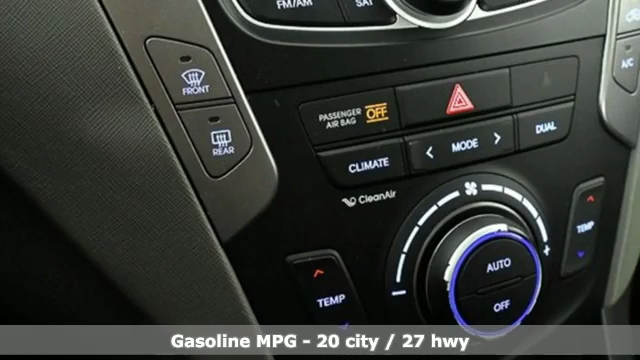 FM/AM
SAT
FRONT
REAR
PASSENGER
AIR BAG
OFF
CLIMATE
< MODE >
DUAL
A/C
CleanAir
TEMP
AUTO
OFF
TEMP
Gasoline MPG - 20 city / 27 hwy